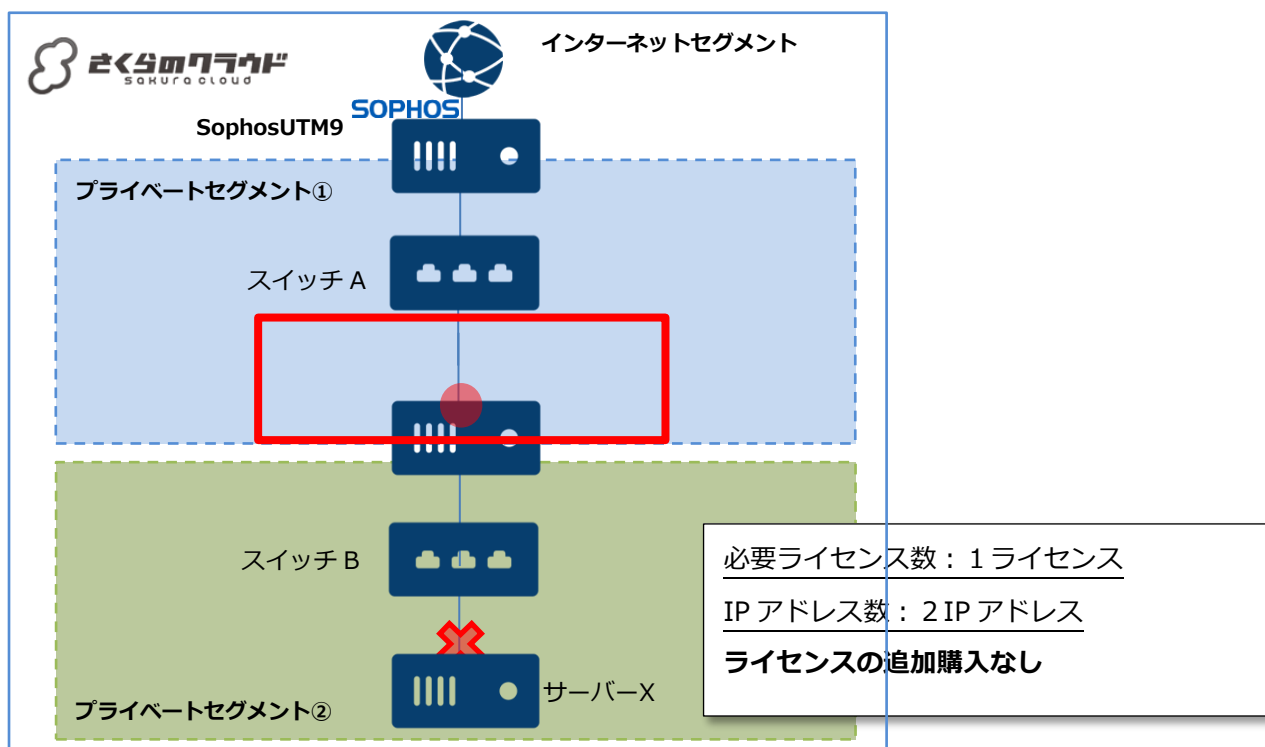 インターネットセグメント
さくらのクラウド
SAKURA CLOUD
SOPHOS
SophosUTM9
プライベートセグメント①
スイッチ A
スイッチ B
必要ライセンス数：１ライセンス
IP アドレス数：２IP アドレス
ライセンスの追加購入なし
サーバーX
プライベートセグメント②